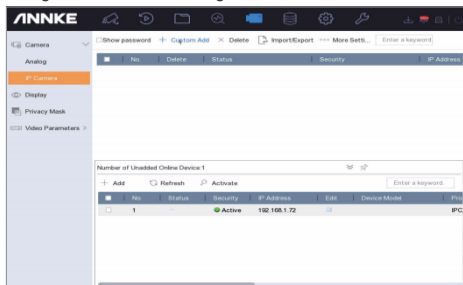 ANNKE
Camera
Show password + Custom Add × Delete Import/Export More Setti... Enter a keyword
Analog
No. Delete Status Security IP Address
IP Camera
Display
Privacy Mask
Video Parameters >
Number of Unadded Online Device:1
+ Add Refresh Activate Enter a keyword
No. Status Security IP Address Edit Device Model Pro
1 Active 192.168.1.72 IPC